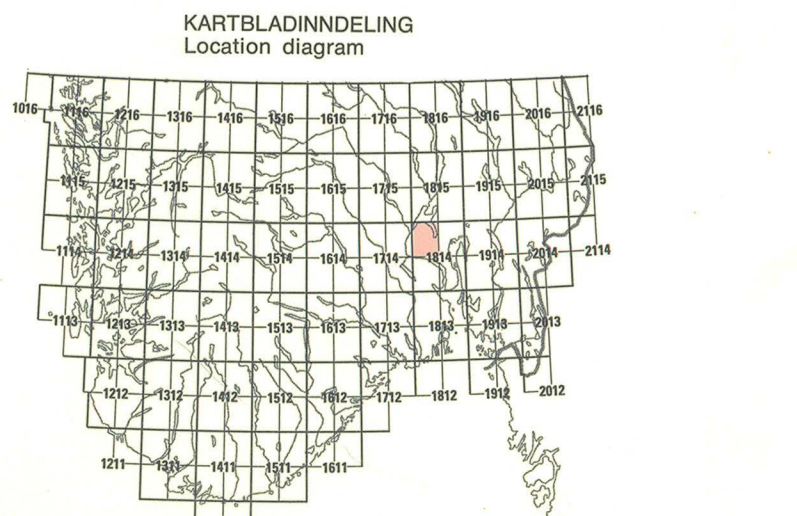 KARTBLADINNDELING
Location diagram
1016 1116 1216 1316 1416 1516 1616 1716 1816 1916 2016 2116
1115 1215 1315 1415 1515 1615 1715 1815 1915 2015 2115
1114 1214 1314 1414 1514 1614 1714 1814 1914 2014 2114
1113 1213 1313 1413 1513 1613 1713 1813 1913 2013
1212 1312 1412 1512 1612 1712 1812 1912 2012
1211 1311 1411 1511 1611